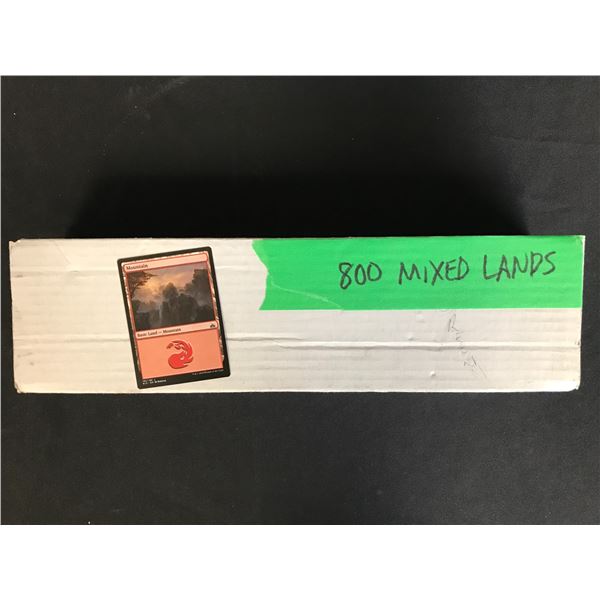 800 MIXED LANDS
Mountain
Basic Land — Mountain